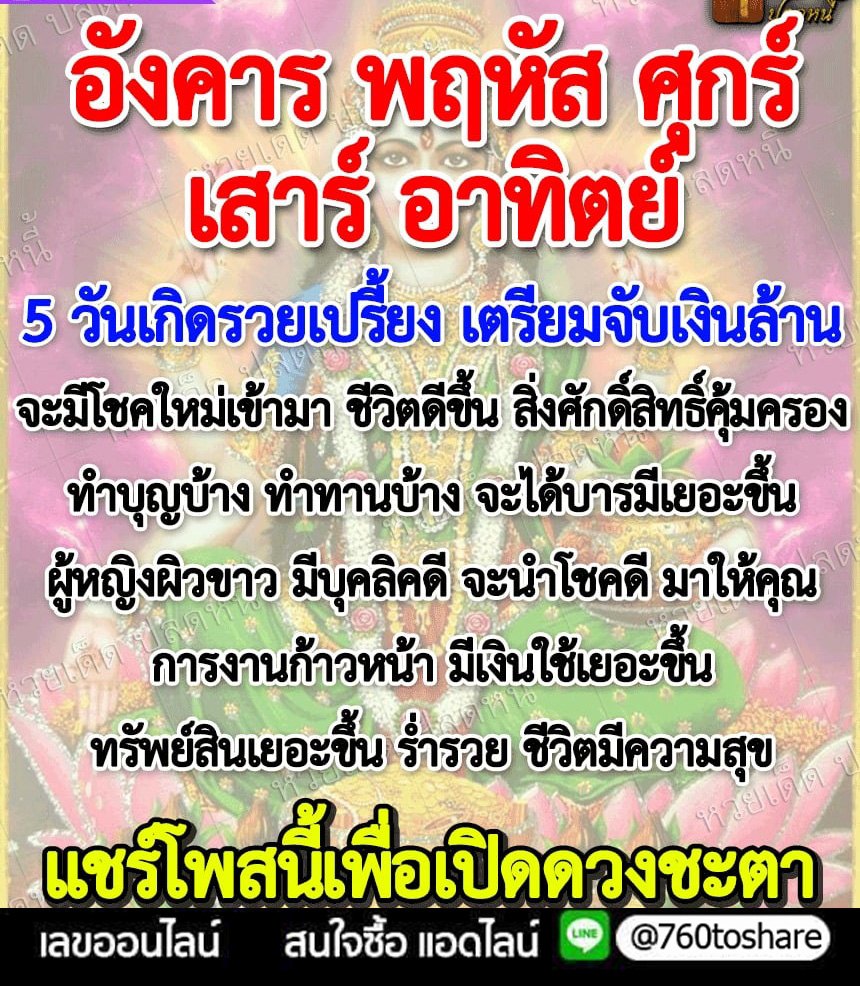 อังคาร พฤหัส ศุกร์
เสาร์ อาทิตย์
5 วันเกิดรวยเปรี้ยง เตรียมจับเงินล้าน
จะมีโชคใหม่เข้ามา ชีวิตดีขึ้น สิ่งศักดิ์สิทธิ์คุ้มครอง
ทำบุญบ้าง ทำทานบ้าง จะได้บารมีเยอะขึ้น
ผู้หญิงผิวขาว มีบุคลิคดี จะนำโชคดี มาให้คุณ
การงานก้าวหน้า มีเงินใช้เยอะขึ้น
ทรัพย์สินเยอะขึ้น ร่ำรวย ชีวิตมีความสุข
แชร์โพสนี้เพื่อเปิดดวงชะตา
เลขออนไลน์ สนใจซื้อ แอดไลน์ LINE @760toshare
หวยเด็ด ปลดหนี้